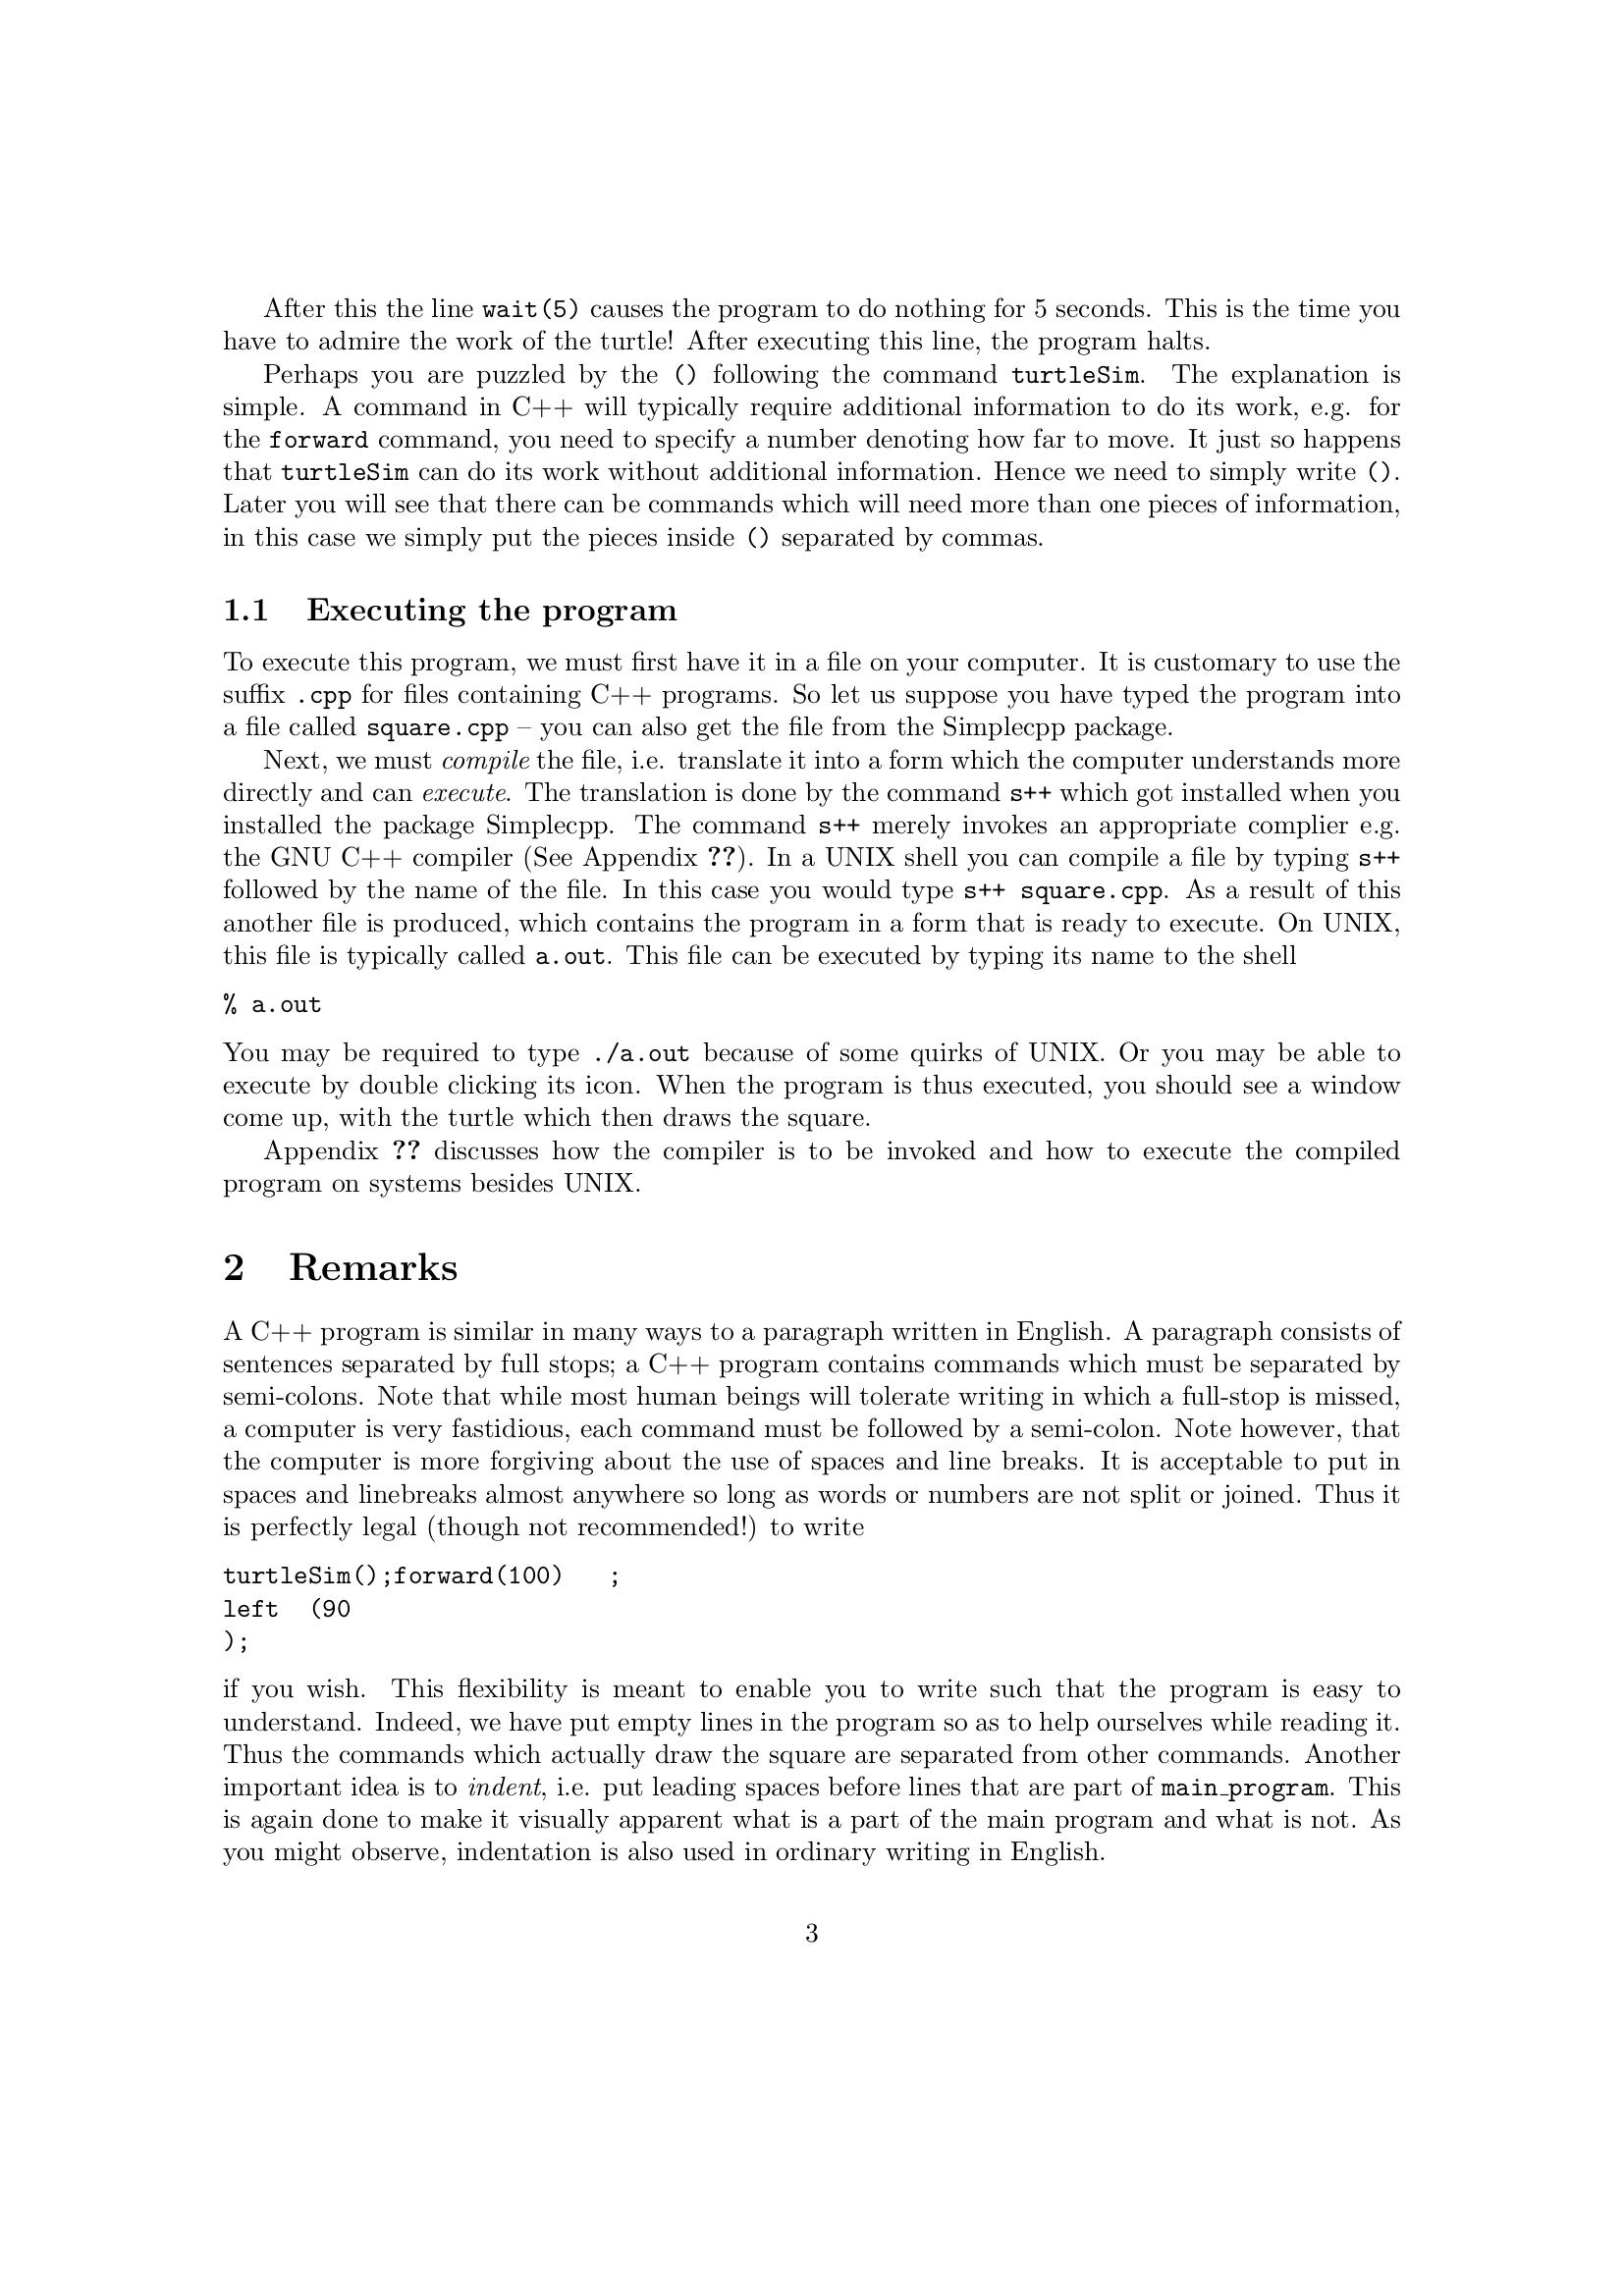 After this the line wait(5) causes the program to do nothing for 5 seconds. This is the time you
have to admire the work of the turtle! After executing this line, the program halts.
Perhaps you are puzzled by the () following the command turtleSim. The explanation is
simple. A command in C++ will typically require additional information to do its work, e.g. for
the forward command, you need to specify a number denoting how far to move. It just so happens
that turtleSim can do its work without additional information. Hence we need to simply write ().
Later you will see that there can be commands which will need more than one pieces of information,
in this case we simply put the pieces inside () separated by commas.
1.1 Executing the program
To execute this program, we must first have it in a file on your computer. It is customary to use the
suffix .cpp for files containing C++ programs. So let us suppose you have typed the program into
a file called square.cpp – you can also get the file from the Simplecpp package.
Next, we must compile the file, i.e. translate it into a form which the computer understands more
directly and can execute. The translation is done by the command s++ which got installed when you
installed the package Simplecpp. The command s++ merely invokes an appropriate complier e.g.
the GNU C++ compiler (See Appendix ??). In a UNIX shell you can compile a file by typing s++
followed by the name of the file. In this case you would type s++ square.cpp. As a result of this
another file is produced, which contains the program in a form that is ready to execute. On UNIX,
this file is typically called a.out. This file can be executed by typing its name to the shell
% a.out
You may be required to type ./a.out because of some quirks of UNIX. Or you may be able to
execute by double clicking its icon. When the program is thus executed, you should see a window
come up, with the turtle which then draws the square.
Appendix ?? discusses how the compiler is to be invoked and how to execute the compiled
program on systems besides UNIX.
2 Remarks
A C++ program is similar in many ways to a paragraph written in English. A paragraph consists of
sentences separated by full stops; a C++ program contains commands which must be separated by
semi-colons. Note that while most human beings will tolerate writing in which a full-stop is missed,
a computer is very fastidious, each command must be followed by a semi-colon. Note however, that
the computer is more forgiving about the use of spaces and line breaks. It is acceptable to put in
spaces and linebreaks almost anywhere so long as words or numbers are not split or joined. Thus it
is perfectly legal (though not recommended!) to write
turtleSim();forward(100)   ;
left  (90
);
if you wish. This flexibility is meant to enable you to write such that the program is easy to
understand. Indeed, we have put empty lines in the program so as to help ourselves while reading it.
Thus the commands which actually draw the square are separated from other commands. Another
important idea is to indent, i.e. put leading spaces before lines that are part of main_program. This
is again done to make it visually apparent what is a part of the main program and what is not. As
you might observe, indentation is also used in ordinary writing in English.
3